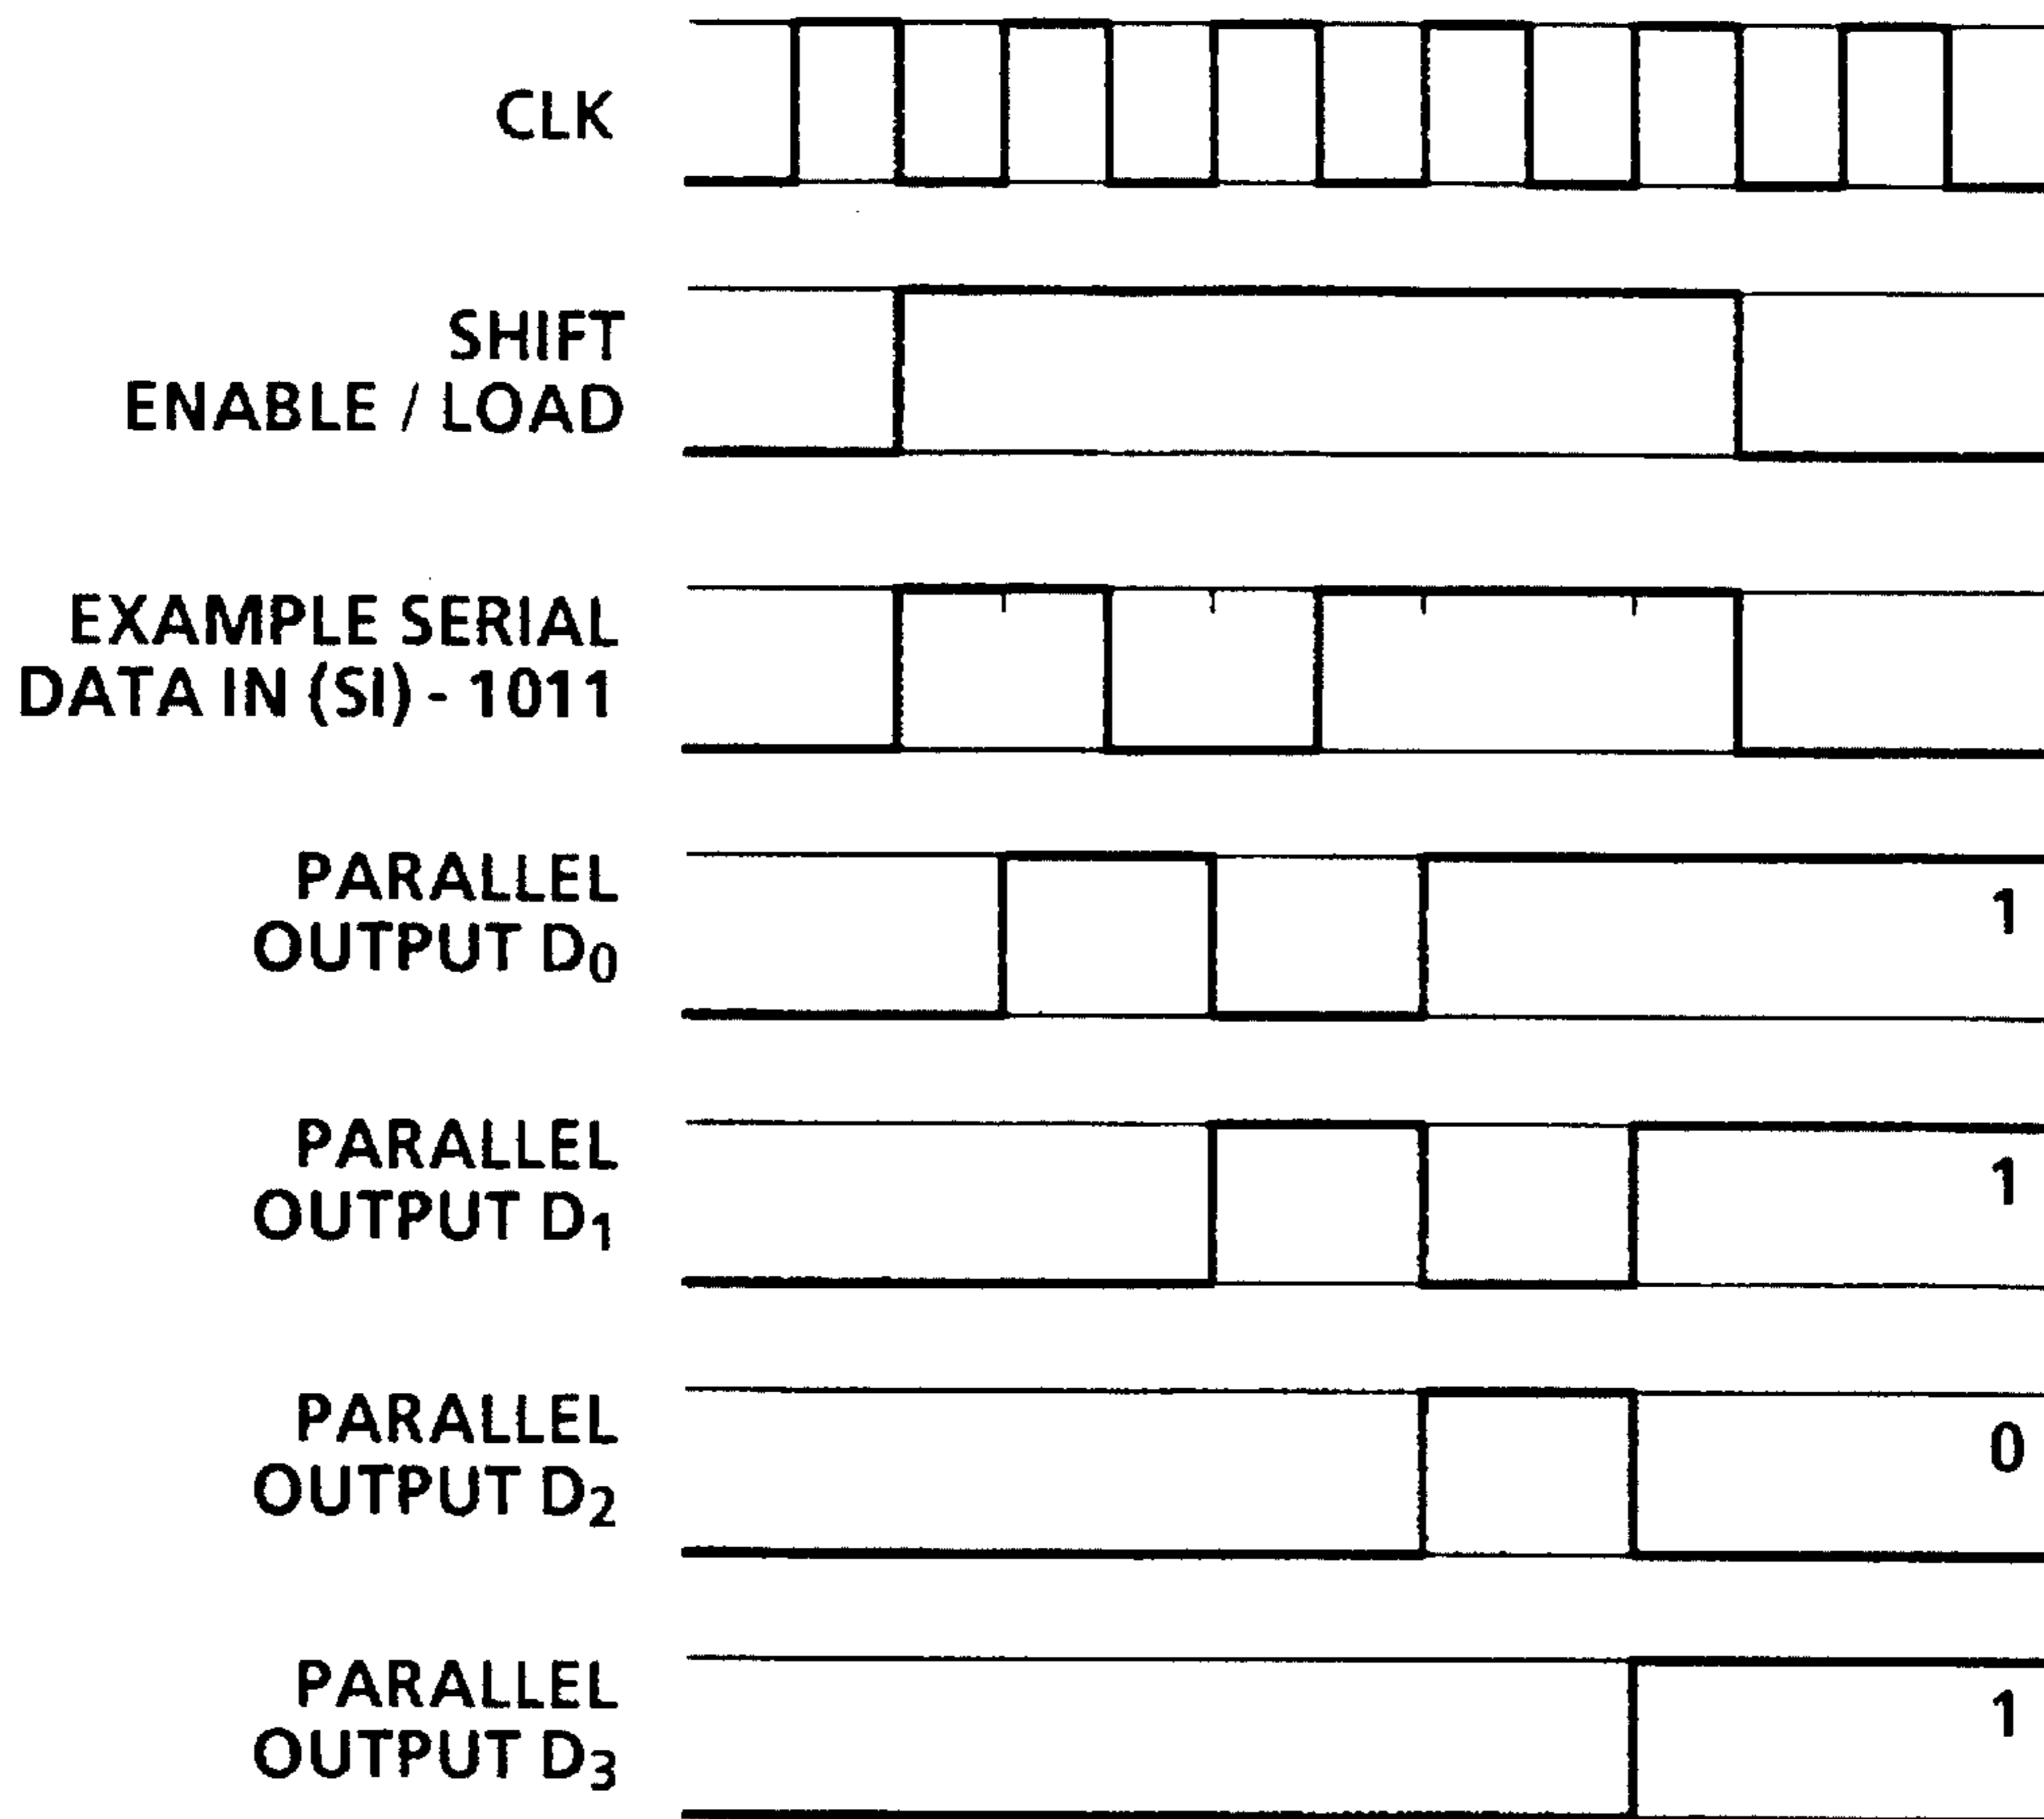 CLK
SHIFT
ENABLE / LOAD
EXAMPLE SERIAL
DATA IN (SI) - 1011
PARALLEL
OUTPUT D0
1
PARALLEL
OUTPUT D1
1
PARALLEL
OUTPUT D2
0
PARALLEL
OUTPUT D3
1